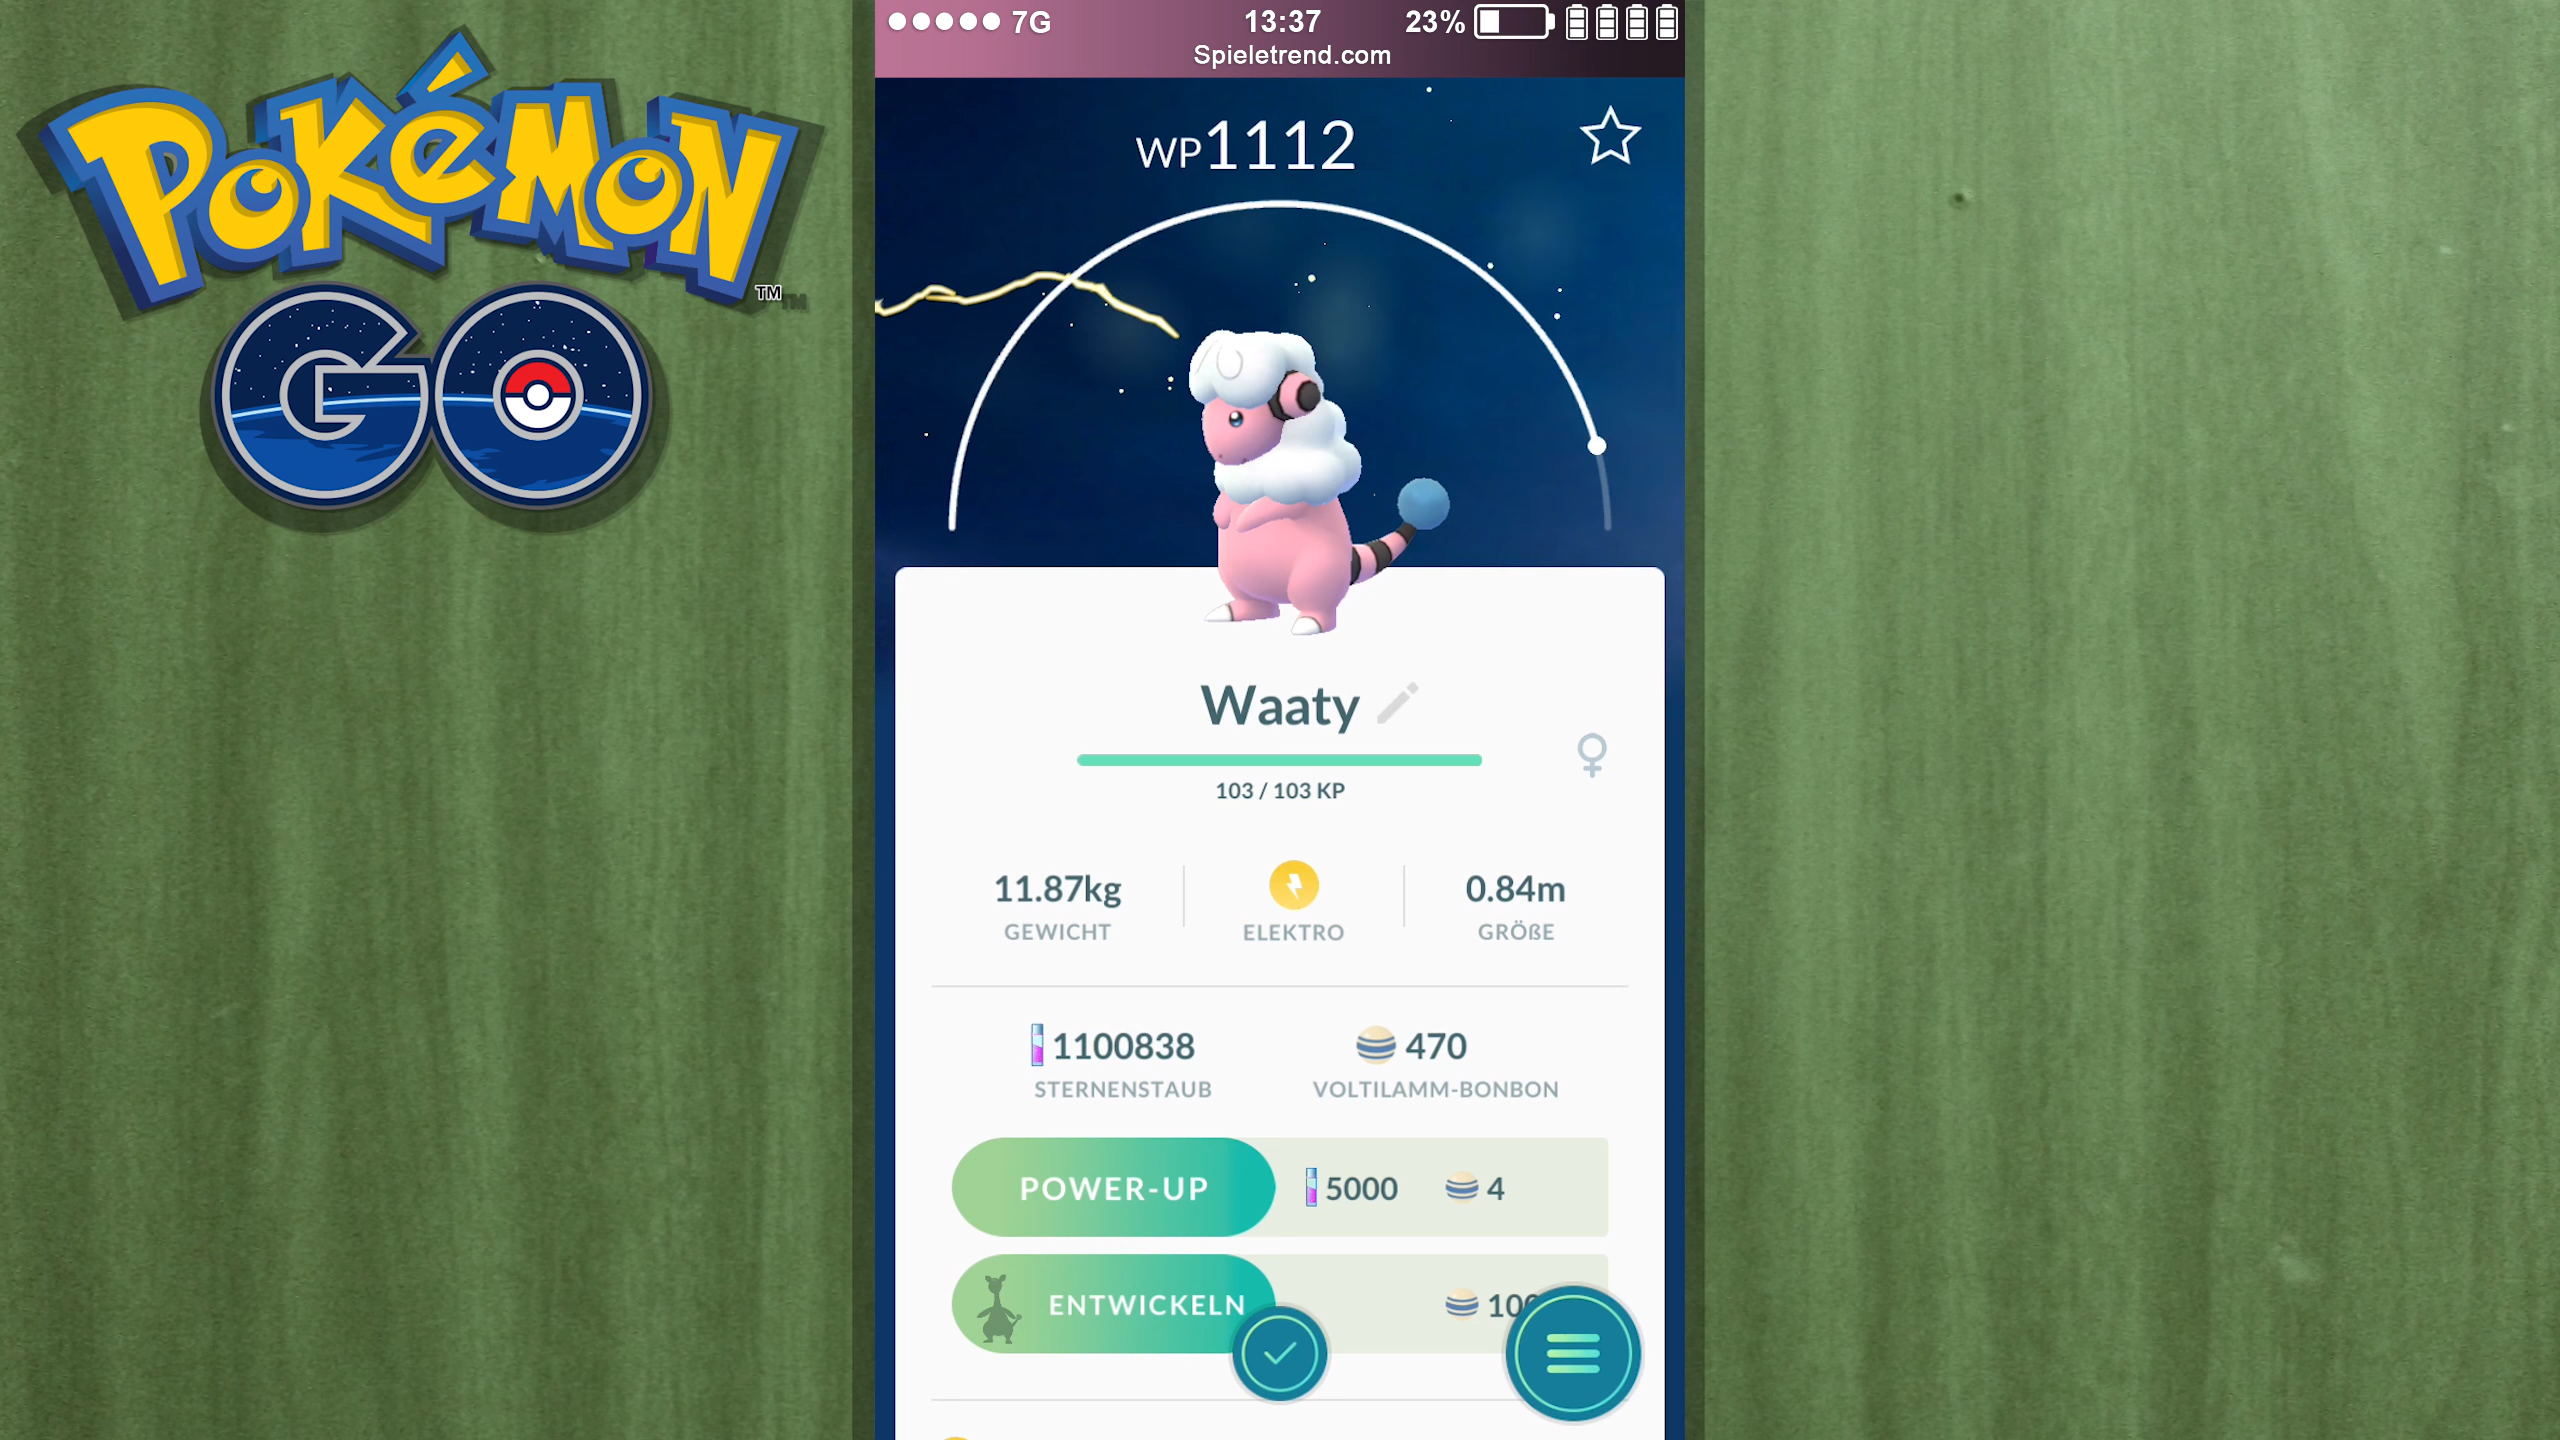 POKéMON
TM
GO
7G
13:37
23%
Spieletrend.com
WP1112
Waaty
103 / 103 KP
11.87kg
GEWICHT
ELEKTRO
0.84m
GRÖßE
1100838
STERNENSTAUB
470
VOLTILAMM-BONBON
POWER-UP
5000
4
ENTWICKELN